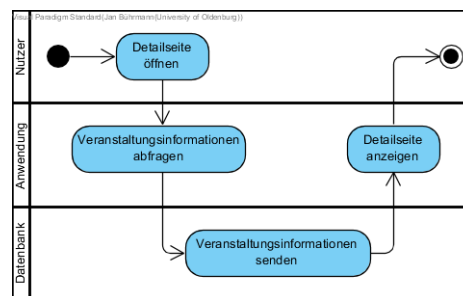 Visual Paradigm Standard(Jan Bührmann(University of Oldenburg))
Nutzer
Detailseite
öffnen
Anwendung
Veranstaltungsinformationen
abfragen
Detailseite
anzeigen
Datenbank
Veranstaltungsinformationen
senden